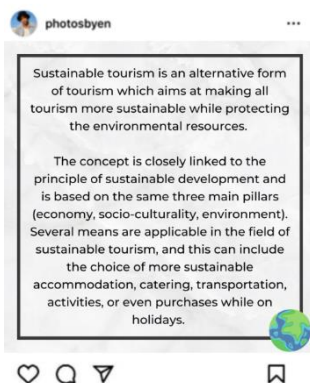 photosbyen
Sustainable tourism is an alternative form
of tourism which aims at making all
tourism more sustainable while protecting
the environmental resources.
The concept is closely linked to the
principle of sustainable development and
is based on the same three main pillars
(economy, socio-culturality, environment).
Several means are applicable in the field of
sustainable tourism, and this can include
the choice of more sustainable
accommodation, catering, transportation,
activities, or even purchases while on
holidays.